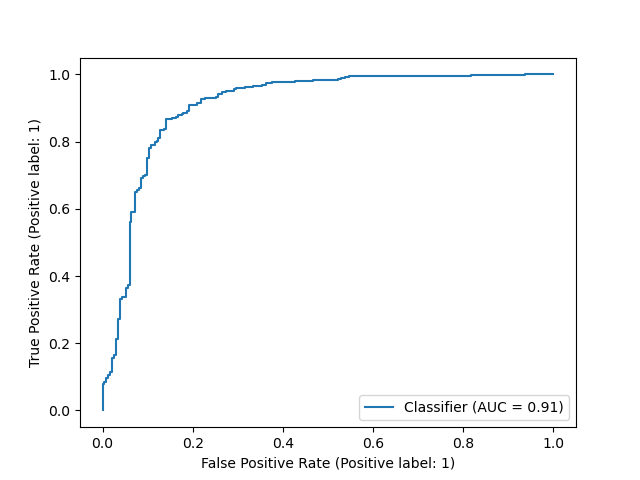 1.0
0.8
0.6
0.4
0.2
0.0
True Positive Rate (Positive label: 1)
Classifier (AUC = 0.91)
0.0 0.2 0.4 0.6 0.8 1.0
False Positive Rate (Positive label: 1)